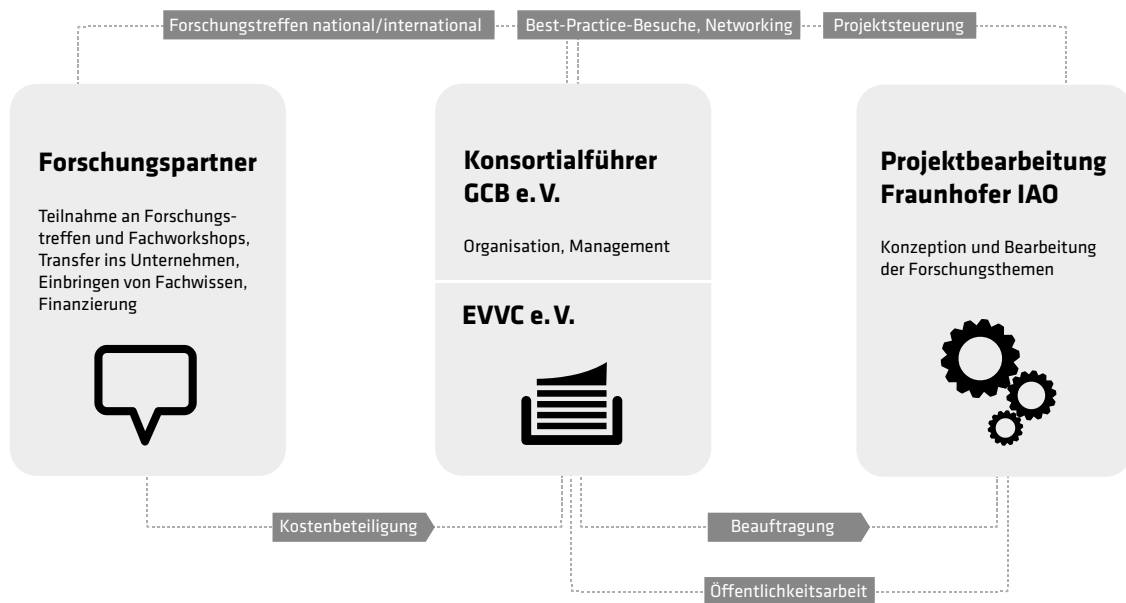 Forschungstreffen national/international
Best-Practice-Besuche, Networking
Projektsteuerung
Forschungspartner
Teilnahme an Forschungs-
treffen und Fachworkshops,
Transfer ins Unternehmen,
Einbringen von Fachwissen,
Finanzierung
Konsortialführer
GCB e. V.
Organisation, Management
EVVC e. V.
Projektbearbeitung
Fraunhofer IAO
Konzeption und Bearbeitung
der Forschungsthemen
Kostenbeteiligung
Beauftragung
Öffentlichkeitsarbeit